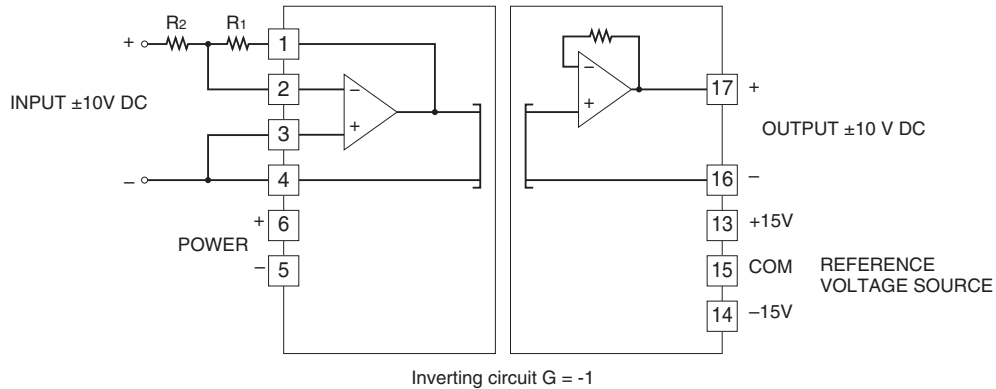 R2 R1
+ 1
2 –
INPUT ±10V DC
3 +
– 4
+ 6
POWER
– 5
–
+
17 +
OUTPUT ±10 V DC
16 –
13 +15V
15 COM REFERENCE
VOLTAGE SOURCE
14 –15V
Inverting circuit G = -1